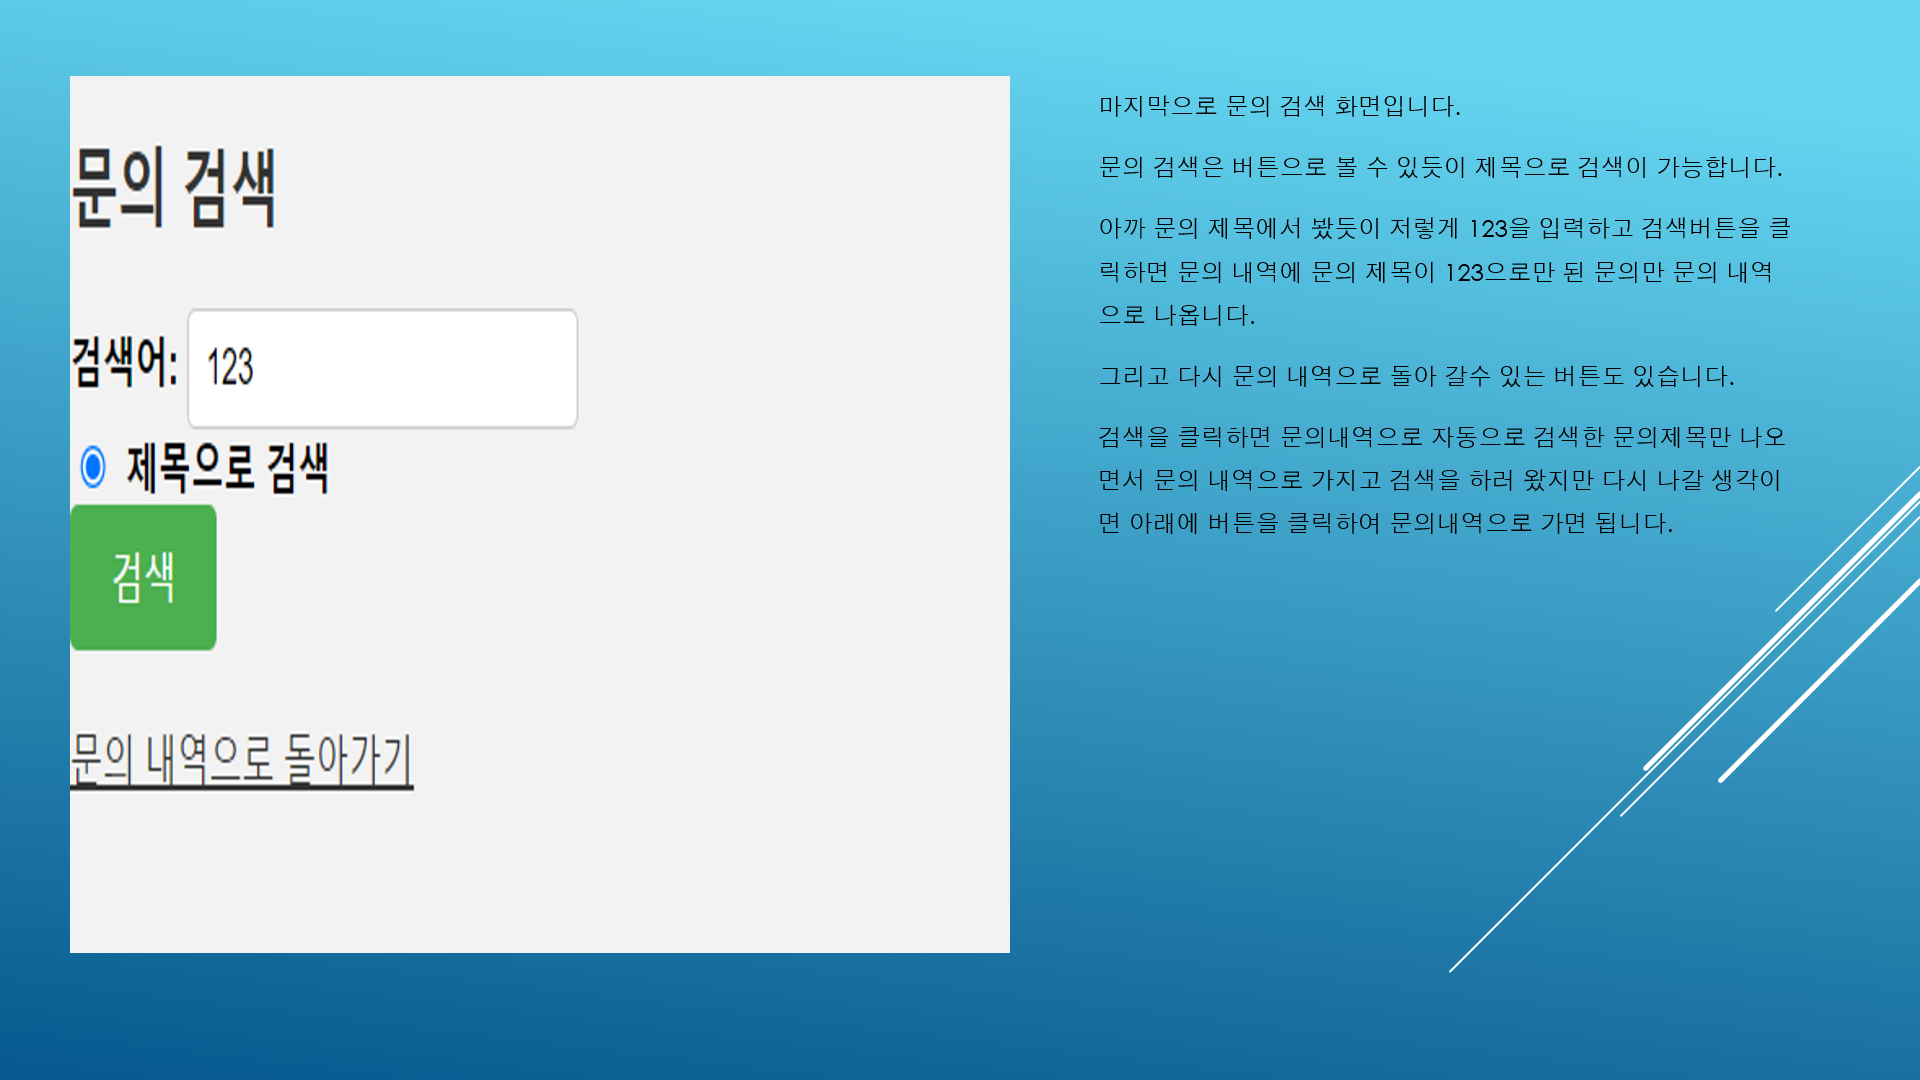 문의 검색
검색어: 123
제목으로 검색
검색
문의 내역으로 돌아가기
마지막으로 문의 검색 화면입니다.
문의 검색은 버튼으로 볼 수 있듯이 제목으로 검색이 가능합니다.
아까 문의 제목에서 봤듯이 저렇게 123을 입력하고 검색버튼을 클
릭하면 문의 내역에 문의 제목이 123으로만 된 문의만 문의 내역
으로 나옵니다.
그리고 다시 문의 내역으로 돌아 갈수 있는 버튼도 있습니다.
검색을 클릭하면 문의내역으로 자동으로 검색한 문의제목만 나오
면서 문의 내역으로 가지고 검색을 하러 왔지만 다시 나갈 생각이
면 아래에 버튼을 클릭하여 문의내역으로 가면 됩니다.